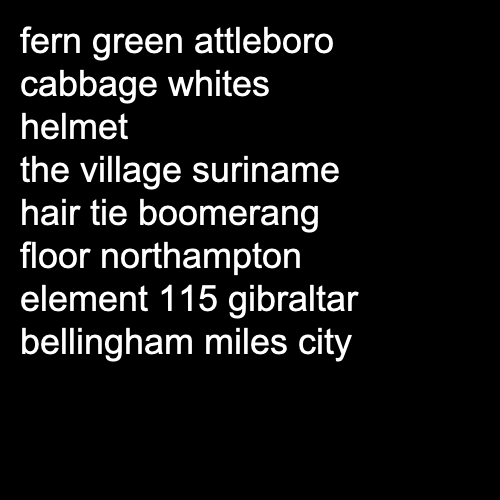 fern green attleboro
cabbage whites
helmet
the village suriname
hair tie boomerang
floor northampton
element 115 gibraltar
bellingham miles city